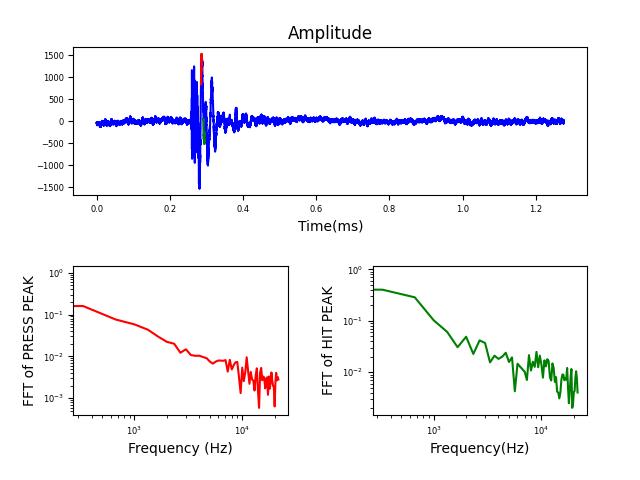 Amplitude
1500
1000
500
0
−500
−1000
−1500
0.0 0.2 0.4 0.6 0.8 1.0 1.2
Time(ms)
FFT of PRESS PEAK
10⁰
10⁻¹
10⁻²
10⁻³
10³ 10⁴
Frequency (Hz)
FFT of HIT PEAK
10⁰
10⁻¹
10⁻²
10³ 10⁴
Frequency(Hz)